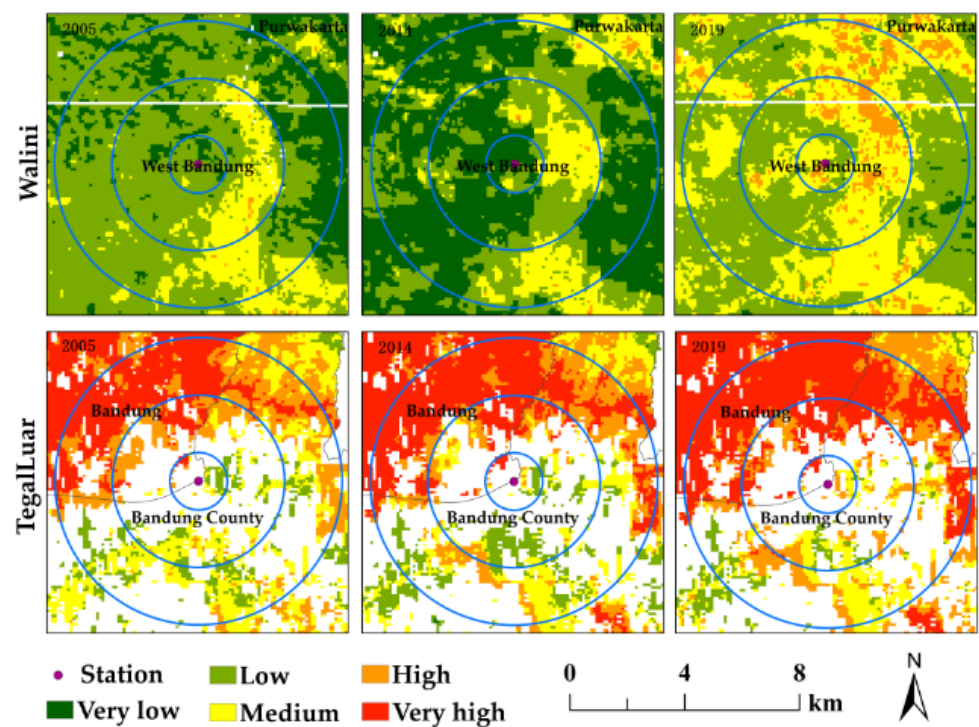 2005
Purwakarta
2014
Purwakarta
2019
Purwakarta
Walini
West Bandung
West Bandung
West Bandung
2005
2014
2019
TegalLuar
Bandung
Bandung
Bandung
Bandung County
Bandung County
Bandung County
Station
Low
High
Very low
Medium
Very high
0 4 8
km
N